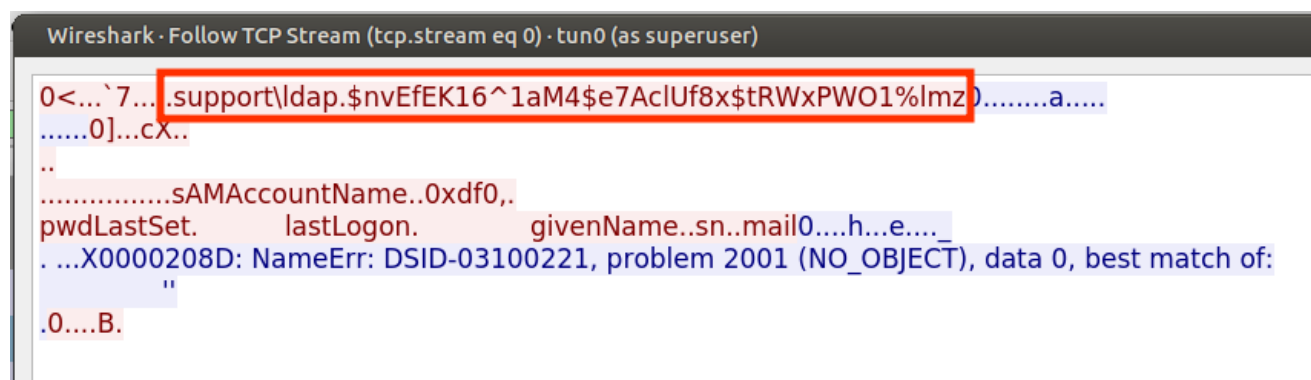 Wireshark · Follow TCP Stream (tcp.stream eq 0) · tun0 (as superuser)
0<...`7.....support\ldap.$nvEfEK16^1aM4$e7AclUf8x$tRWxPWO1%lmz0........a.....
......0]...cX..
..
................sAMAccountName..0xdf0,.
pwdLastSet. lastLogon. givenName..sn..mail0....h...e...._
. ...X0000208D: NameErr: DSID-03100221, problem 2001 (NO_OBJECT), data 0, best match of:
''
.0....B.